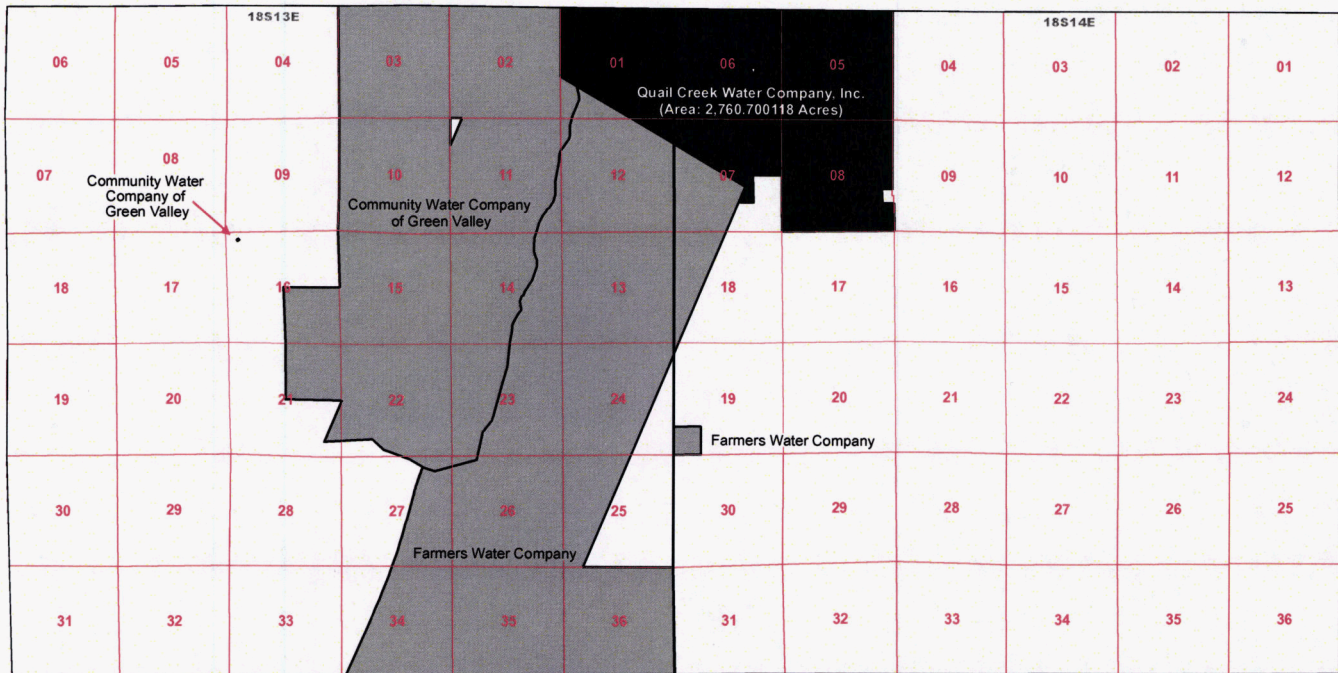 18S13E
18S14E
06 05 04 03 02 01 06 05 04 03 02 01
Quail Creek Water Company, Inc.
(Area: 2,760.700118 Acres)
07 08 09 10 11 12 07 08 09 10 11 12
Community Water
Company of
Green Valley
Community Water Company
of Green Valley
18 17 16 15 14 13 18 17 16 15 14 13
19 20 21 22 23 24 19 20 21 22 23 24
Farmers Water Company
30 29 28 27 26 25 30 29 28 27 26 25
Farmers Water Company
31 32 33 34 35 36 31 32 33 34 35 36